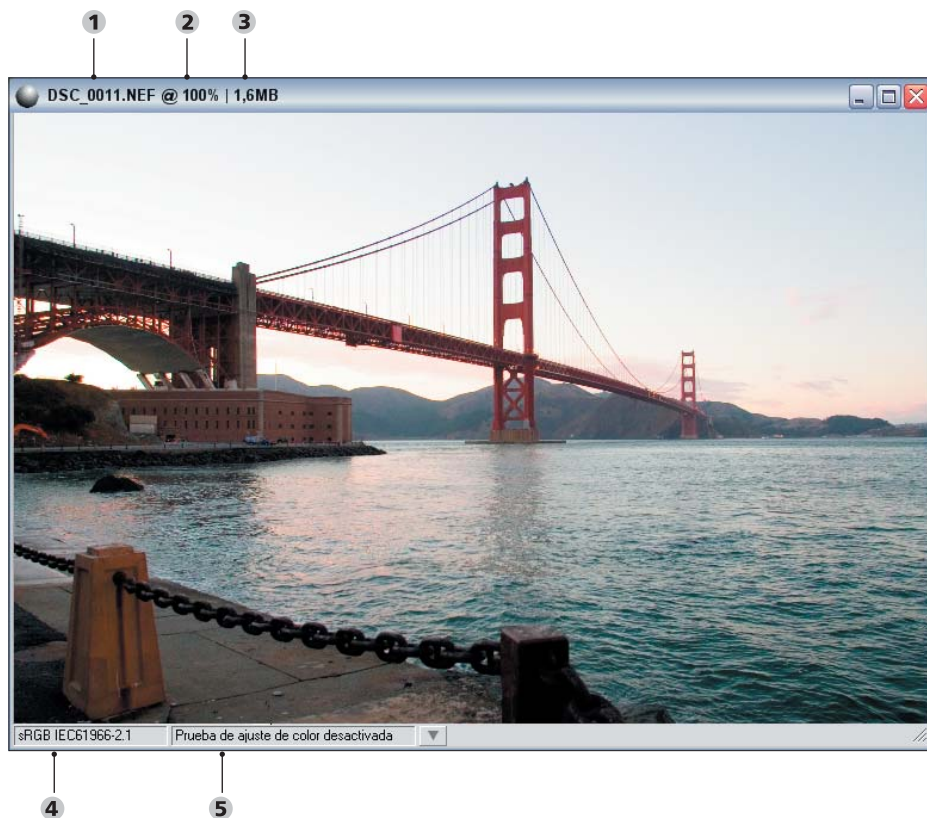 1 2 3
DSC_0011.NEF @ 100% | 1,6MB
sRGB IEC61966-2.1 Prueba de ajuste de color desactivada
4 5